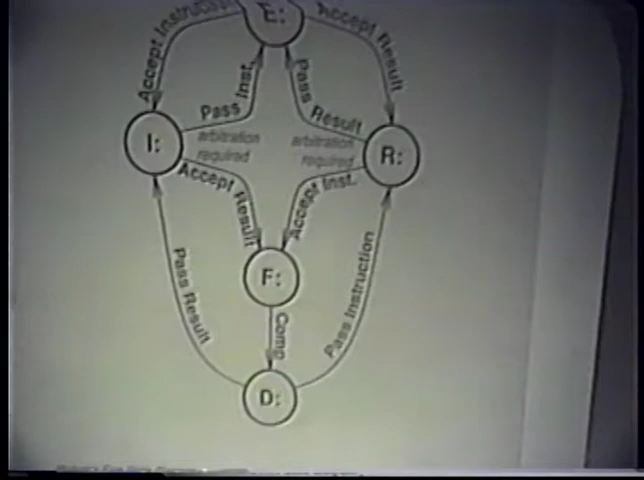 E:
Accept Instruction
Accept Result
Pass Inst.
Pass Result
I:
arbitration
required
arbitration
required
R:
Accept Result
Accept Inst.
F:
Pass Result
Comp
Pass Instruction
D: